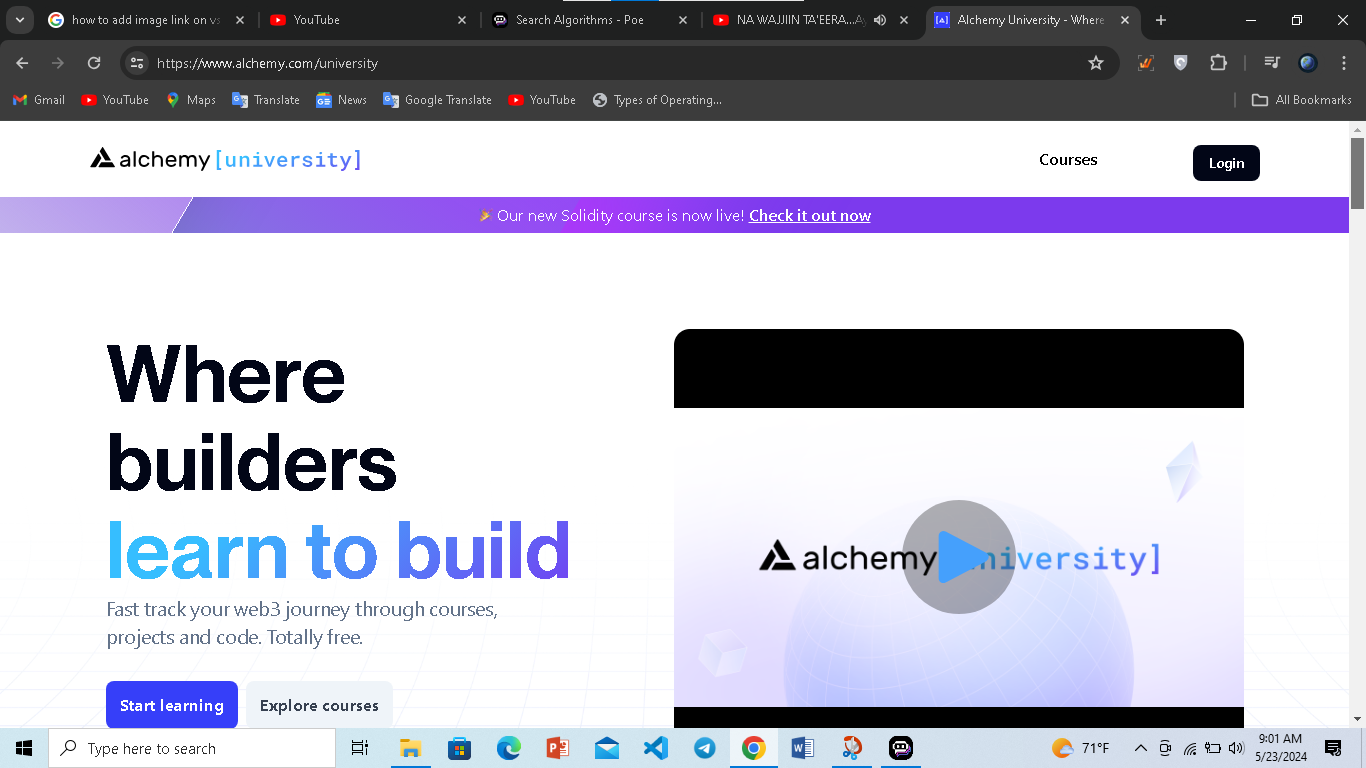 how to add image link on vs
YouTube
Search Algorithms - Poe
NA WAJJIIN TA'EERA...
Alchemy University - Where
https://www.alchemy.com/university
Gmail
YouTube
Maps
Translate
News
Google Translate
YouTube
Types of Operating...
All Bookmarks
alchemy [university]
Courses
Login
Our new Solidity course is now live! Check it out now
Where
builders
learn to build
Fast track your web3 journey through courses,
projects and code. Totally free.
Start learning
Explore courses
alchemy university]
Type here to search
71°F
9:01 AM
5/23/2024